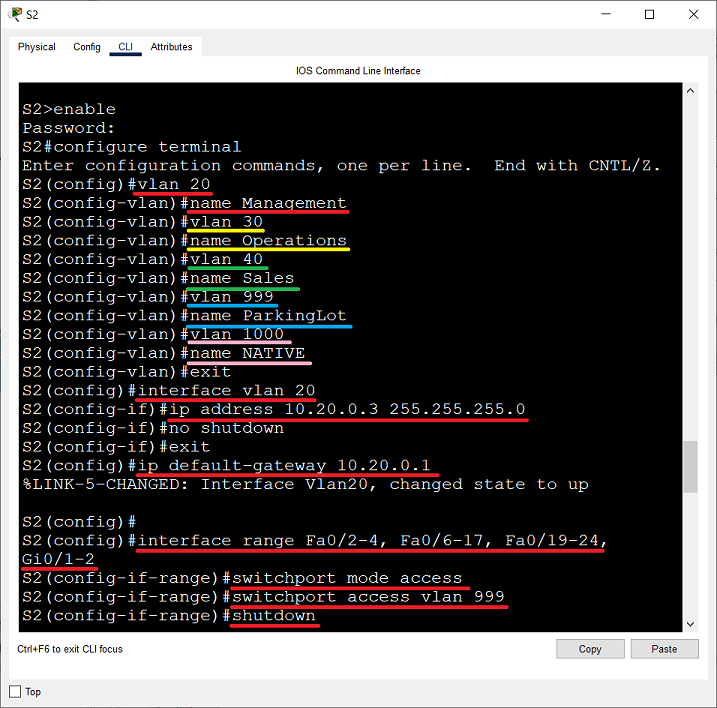 S2
Physical Config CLI Attributes
IOS Command Line Interface
S2>enable
Password:
S2#configure terminal
Enter configuration commands, one per line.  End with CNTL/Z.
S2(config)#vlan 20
S2(config-vlan)#name Management
S2(config-vlan)#vlan 30
S2(config-vlan)#name Operations
S2(config-vlan)#vlan 40
S2(config-vlan)#name Sales
S2(config-vlan)#vlan 999
S2(config-vlan)#name ParkingLot
S2(config-vlan)#vlan 1000
S2(config-vlan)#name NATIVE
S2(config-vlan)#exit
S2(config)#interface vlan 20
S2(config-if)#ip address 10.20.0.3 255.255.255.0
S2(config-if)#no shutdown
S2(config-if)#exit
S2(config)#ip default-gateway 10.20.0.1
%LINK-5-CHANGED: Interface Vlan20, changed state to up
S2(config)#
S2(config)#interface range Fa0/2-4, Fa0/6-17, Fa0/19-24,
Gi0/1-2
S2(config-if-range)#switchport mode access
S2(config-if-range)#switchport access vlan 999
S2(config-if-range)#shutdown
Ctrl+F6 to exit CLI focus
Copy Paste
Top